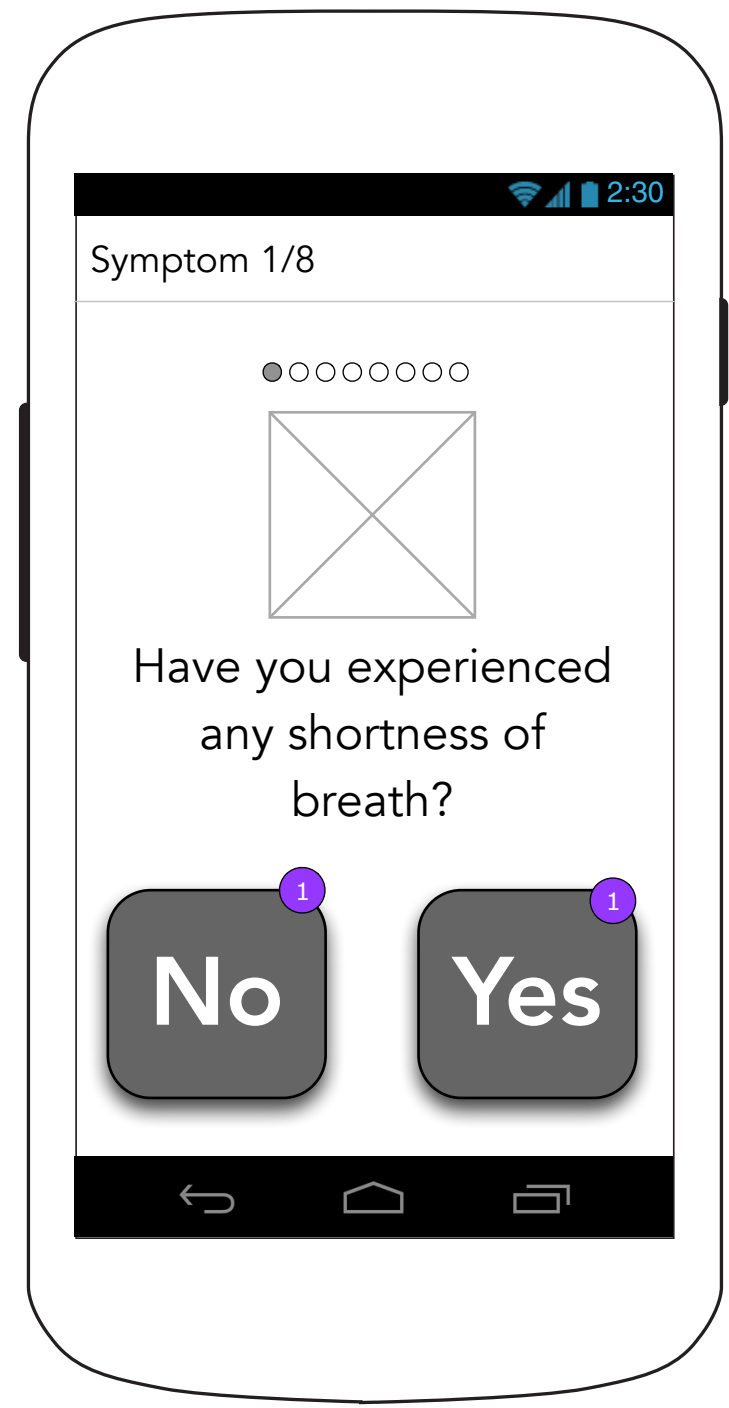 2:30
Symptom 1/8
Have you experienced
any shortness of
breath?
1
1
No
Yes